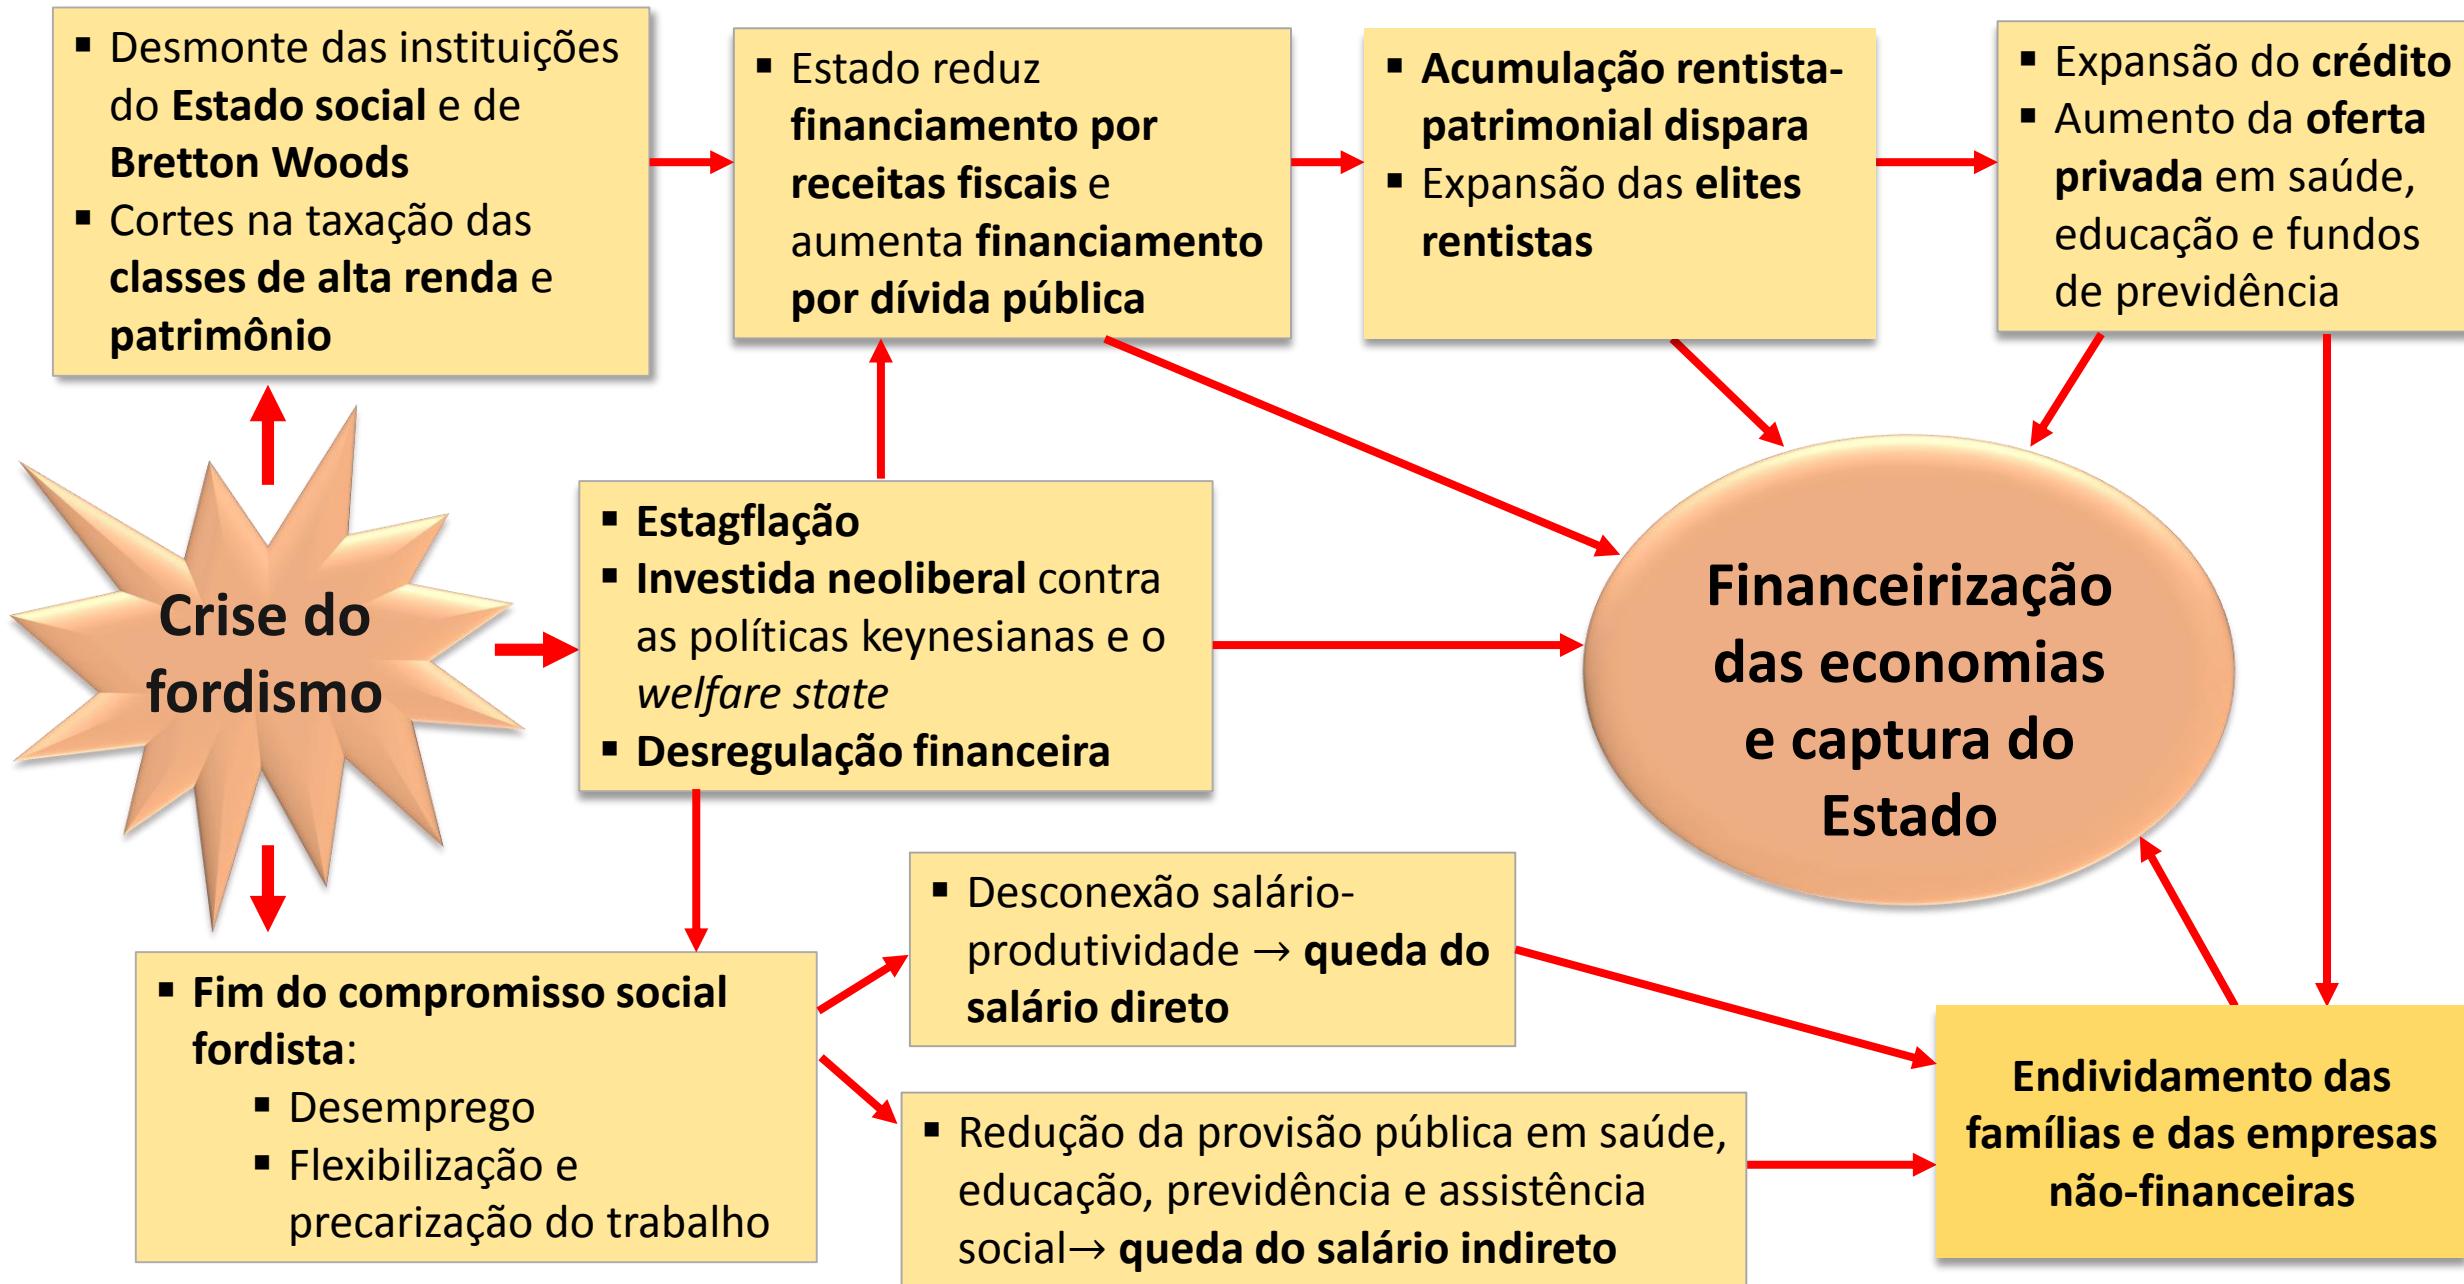 ▪ Desmonte das instituições
do Estado social e de
Bretton Woods
▪ Cortes na taxação das
classes de alta renda e
patrimônio
▪ Estado reduz
financiamento por
receitas fiscais e
aumenta financiamento
por dívida pública
▪ Acumulação rentista-
patrimonial dispara
▪ Expansão das elites
rentistas
▪ Expansão do crédito
▪ Aumento da oferta
privada em saúde,
educação e fundos
de previdência
Crise do
fordismo
▪ Estagflação
▪ Investida neoliberal contra
as políticas keynesianas e o
welfare state
▪ Desregulação financeira
Financeirização
das economias
e captura do
Estado
▪ Fim do compromisso social
fordista:
▪ Desemprego
▪ Flexibilização e
precarização do trabalho
▪ Desconexão salário-
produtividade → queda do
salário direto
▪ Redução da provisão pública em saúde,
educação, previdência e assistência
social→ queda do salário indireto
Endividamento das
famílias e das empresas
não-financeiras